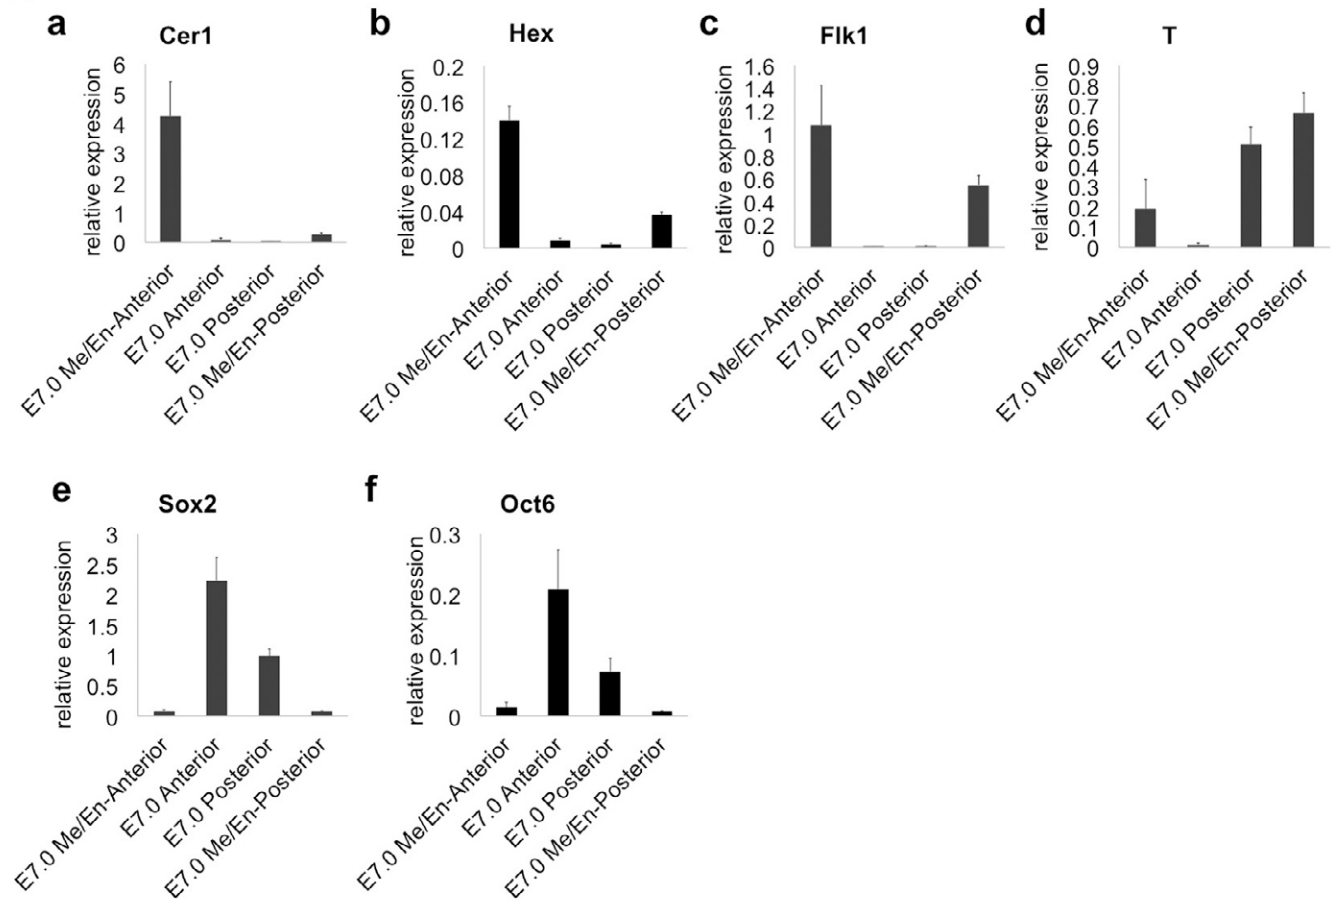 a
Cer1
relative expression
6
5
4
3
2
1
0
E7.0 Me/En-Anterior
E7.0 Anterior
E7.0 Posterior
E7.0 Me/En-Posterior
b
Hex
relative expression
0.2
0.16
0.12
0.08
0.04
0
E7.0 Me/En-Anterior
E7.0 Anterior
E7.0 Posterior
E7.0 Me/En-Posterior
c
Flk1
relative expression
1.6
1.4
1.2
1
0.8
0.6
0.4
0.2
0
E7.0 Me/En-Anterior
E7.0 Anterior
E7.0 Posterior
E7.0 Me/En-Posterior
d
T
relative expression
0.9
0.8
0.7
0.6
0.5
0.4
0.3
0.2
0.1
0
E7.0 Me/En-Anterior
E7.0 Anterior
E7.0 Posterior
E7.0 Me/En-Posterior
e
Sox2
relative expression
3
2.5
2
1.5
1
0.5
0
E7.0 Me/En-Anterior
E7.0 Anterior
E7.0 Posterior
E7.0 Me/En-Posterior
f
Oct6
relative expression
0.3
0.2
0.1
0
E7.0 Me/En-Anterior
E7.0 Anterior
E7.0 Posterior
E7.0 Me/En-Posterior